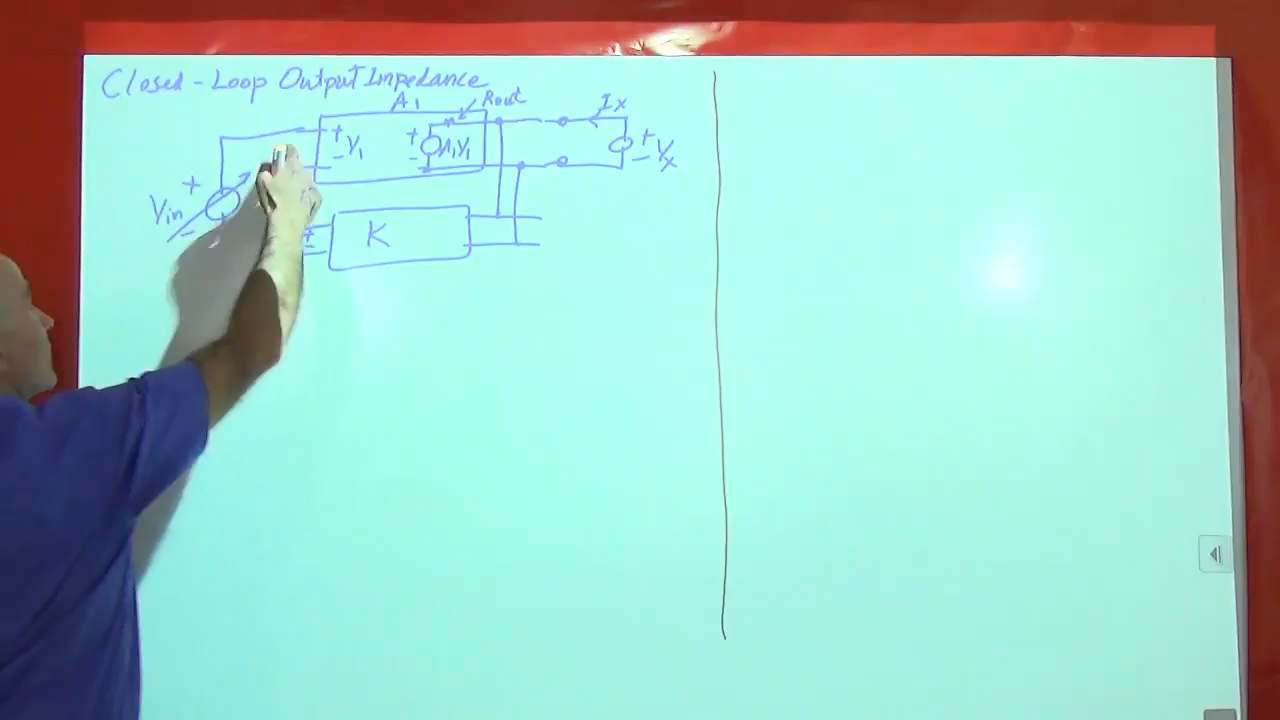 Closed-Loop Output Impedance
A1 Rout Ix
+ V1 - + A1V1 - + Vx -
Vin + -
+ - K